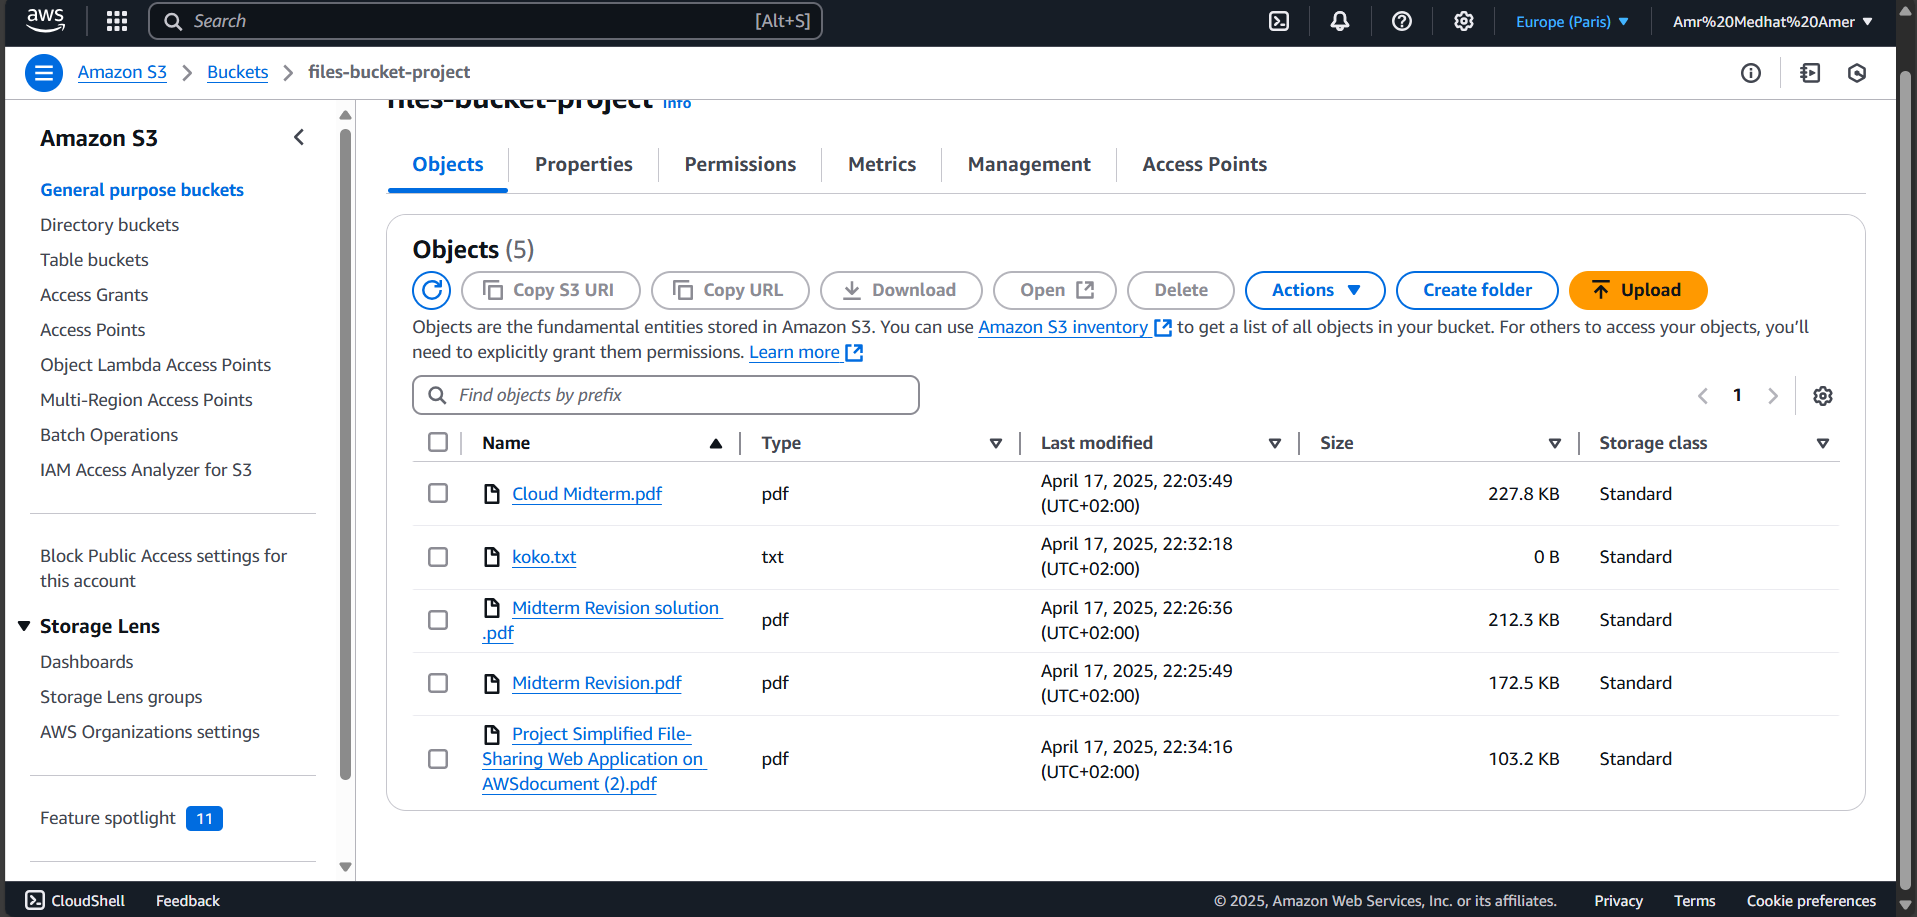 aws
Search
[Alt+S]
Europe (Paris)
Amr%20Medhat%20Amer
Amazon S3
Buckets
files-bucket-project
Amazon S3
General purpose buckets
Directory buckets
Table buckets
Access Grants
Access Points
Object Lambda Access Points
Multi-Region Access Points
Batch Operations
IAM Access Analyzer for S3
Block Public Access settings for
this account
Storage Lens
Dashboards
Storage Lens groups
AWS Organizations settings
Feature spotlight 11
files-bucket-project Info
Objects
Properties
Permissions
Metrics
Management
Access Points
Objects (5)
Copy S3 URI
Copy URL
Download
Open
Delete
Actions
Create folder
Upload
Objects are the fundamental entities stored in Amazon S3. You can use Amazon S3 inventory to get a list of all objects in your bucket. For others to access your objects, you'll
need to explicitly grant them permissions. Learn more
Find objects by prefix
1
Name
Type
Last modified
Size
Storage class
Cloud Midterm.pdf
pdf
April 17, 2025, 22:03:49
(UTC+02:00)
227.8 KB
Standard
koko.txt
txt
April 17, 2025, 22:32:18
(UTC+02:00)
0 B
Standard
Midterm Revision solution
.pdf
pdf
April 17, 2025, 22:26:36
(UTC+02:00)
212.3 KB
Standard
Midterm Revision.pdf
pdf
April 17, 2025, 22:25:49
(UTC+02:00)
172.5 KB
Standard
Project Simplified File-
Sharing Web Application on
AWSdocument (2).pdf
pdf
April 17, 2025, 22:34:16
(UTC+02:00)
103.2 KB
Standard
CloudShell
Feedback
© 2025, Amazon Web Services, Inc. or its affiliates.
Privacy
Terms
Cookie preferences